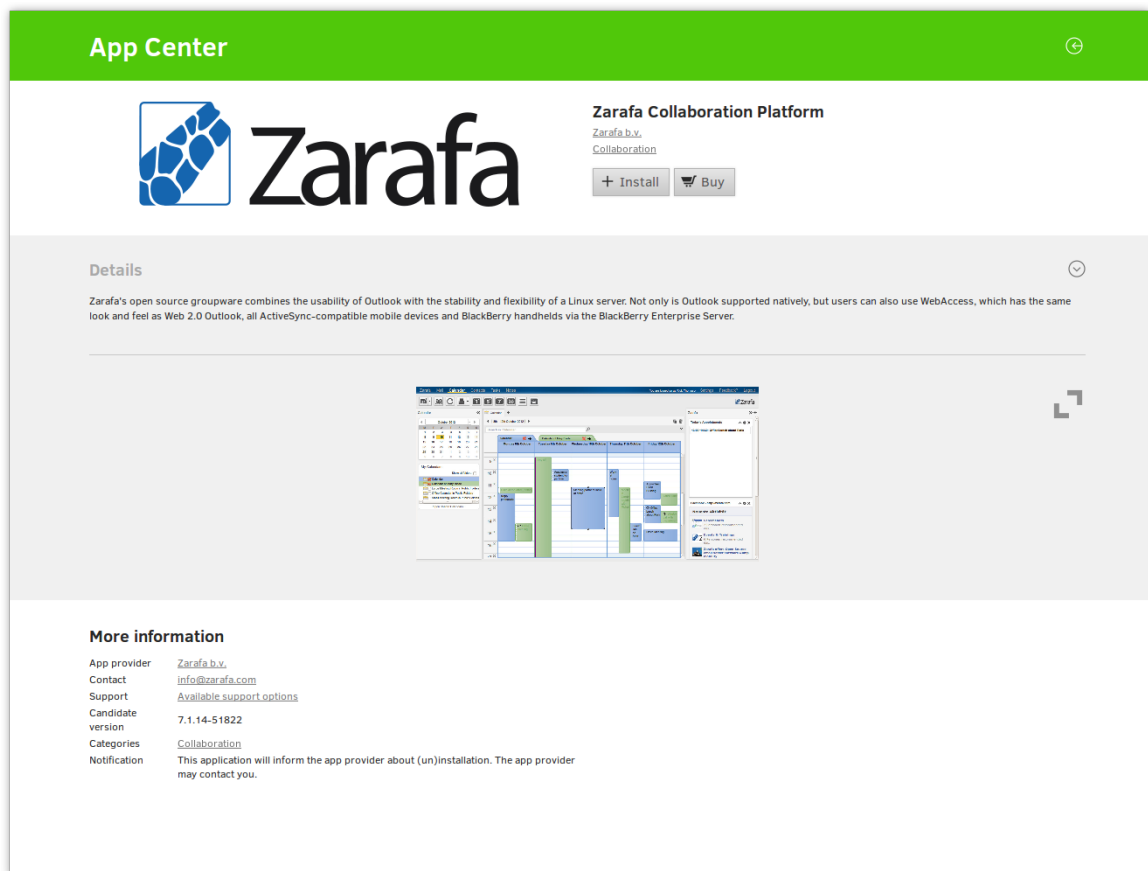 App Center
Zarafa
Zarafa Collaboration Platform
Zarafa b.v.
Collaboration
+ Install
Buy
Details
Zarafa's open source groupware combines the usability of Outlook with the stability and flexibility of a Linux server. Not only is Outlook supported natively, but users can also use WebAccess, which has the same
look and feel as Web 2.0 Outlook, all ActiveSync-compatible mobile devices and BlackBerry handhelds via the BlackBerry Enterprise Server.
Zarafa
More information
App provider Zarafa b.v.
Contact info@zarafa.com
Support Available support options
Candidate
version 7.1.14-51822
Categories Collaboration
Notification This application will inform the app provider about (un)installation. The app provider
may contact you.